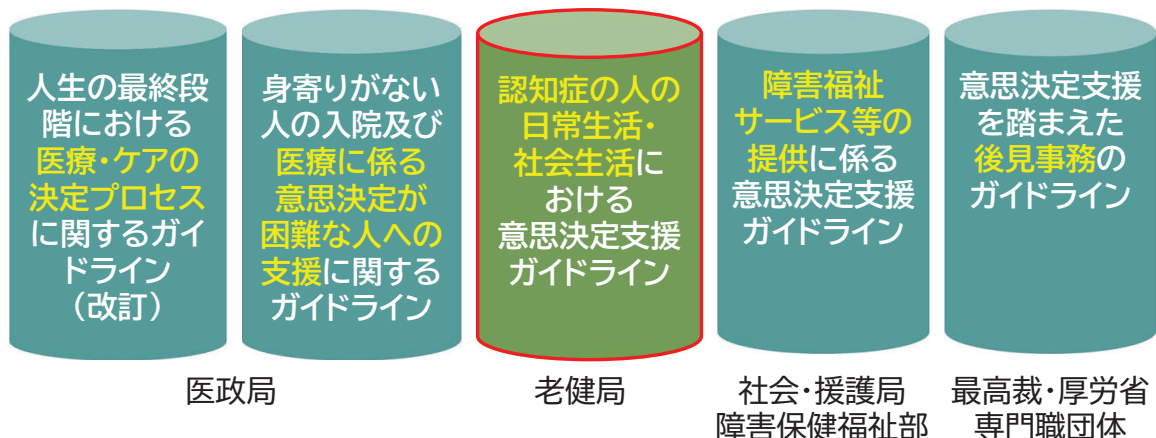 人生の最終段
階における
医療・ケアの
決定プロセス
に関するガイ
ドライン
（改訂）
身寄りがない
人の入院及び
医療に係る
意思決定が
困難な人への
支援に関する
ガイドライン
認知症の人の
日常生活・
社会生活に
おける
意思決定支援
ガイドライン
障害福祉
サービス等の
提供に係る
意思決定支援
ガイドライン
意思決定支援
を踏まえた
後見事務の
ガイドライン
医政局
老健局
社会・援護局
障害保健福祉部
最高裁・厚労省
専門職団体